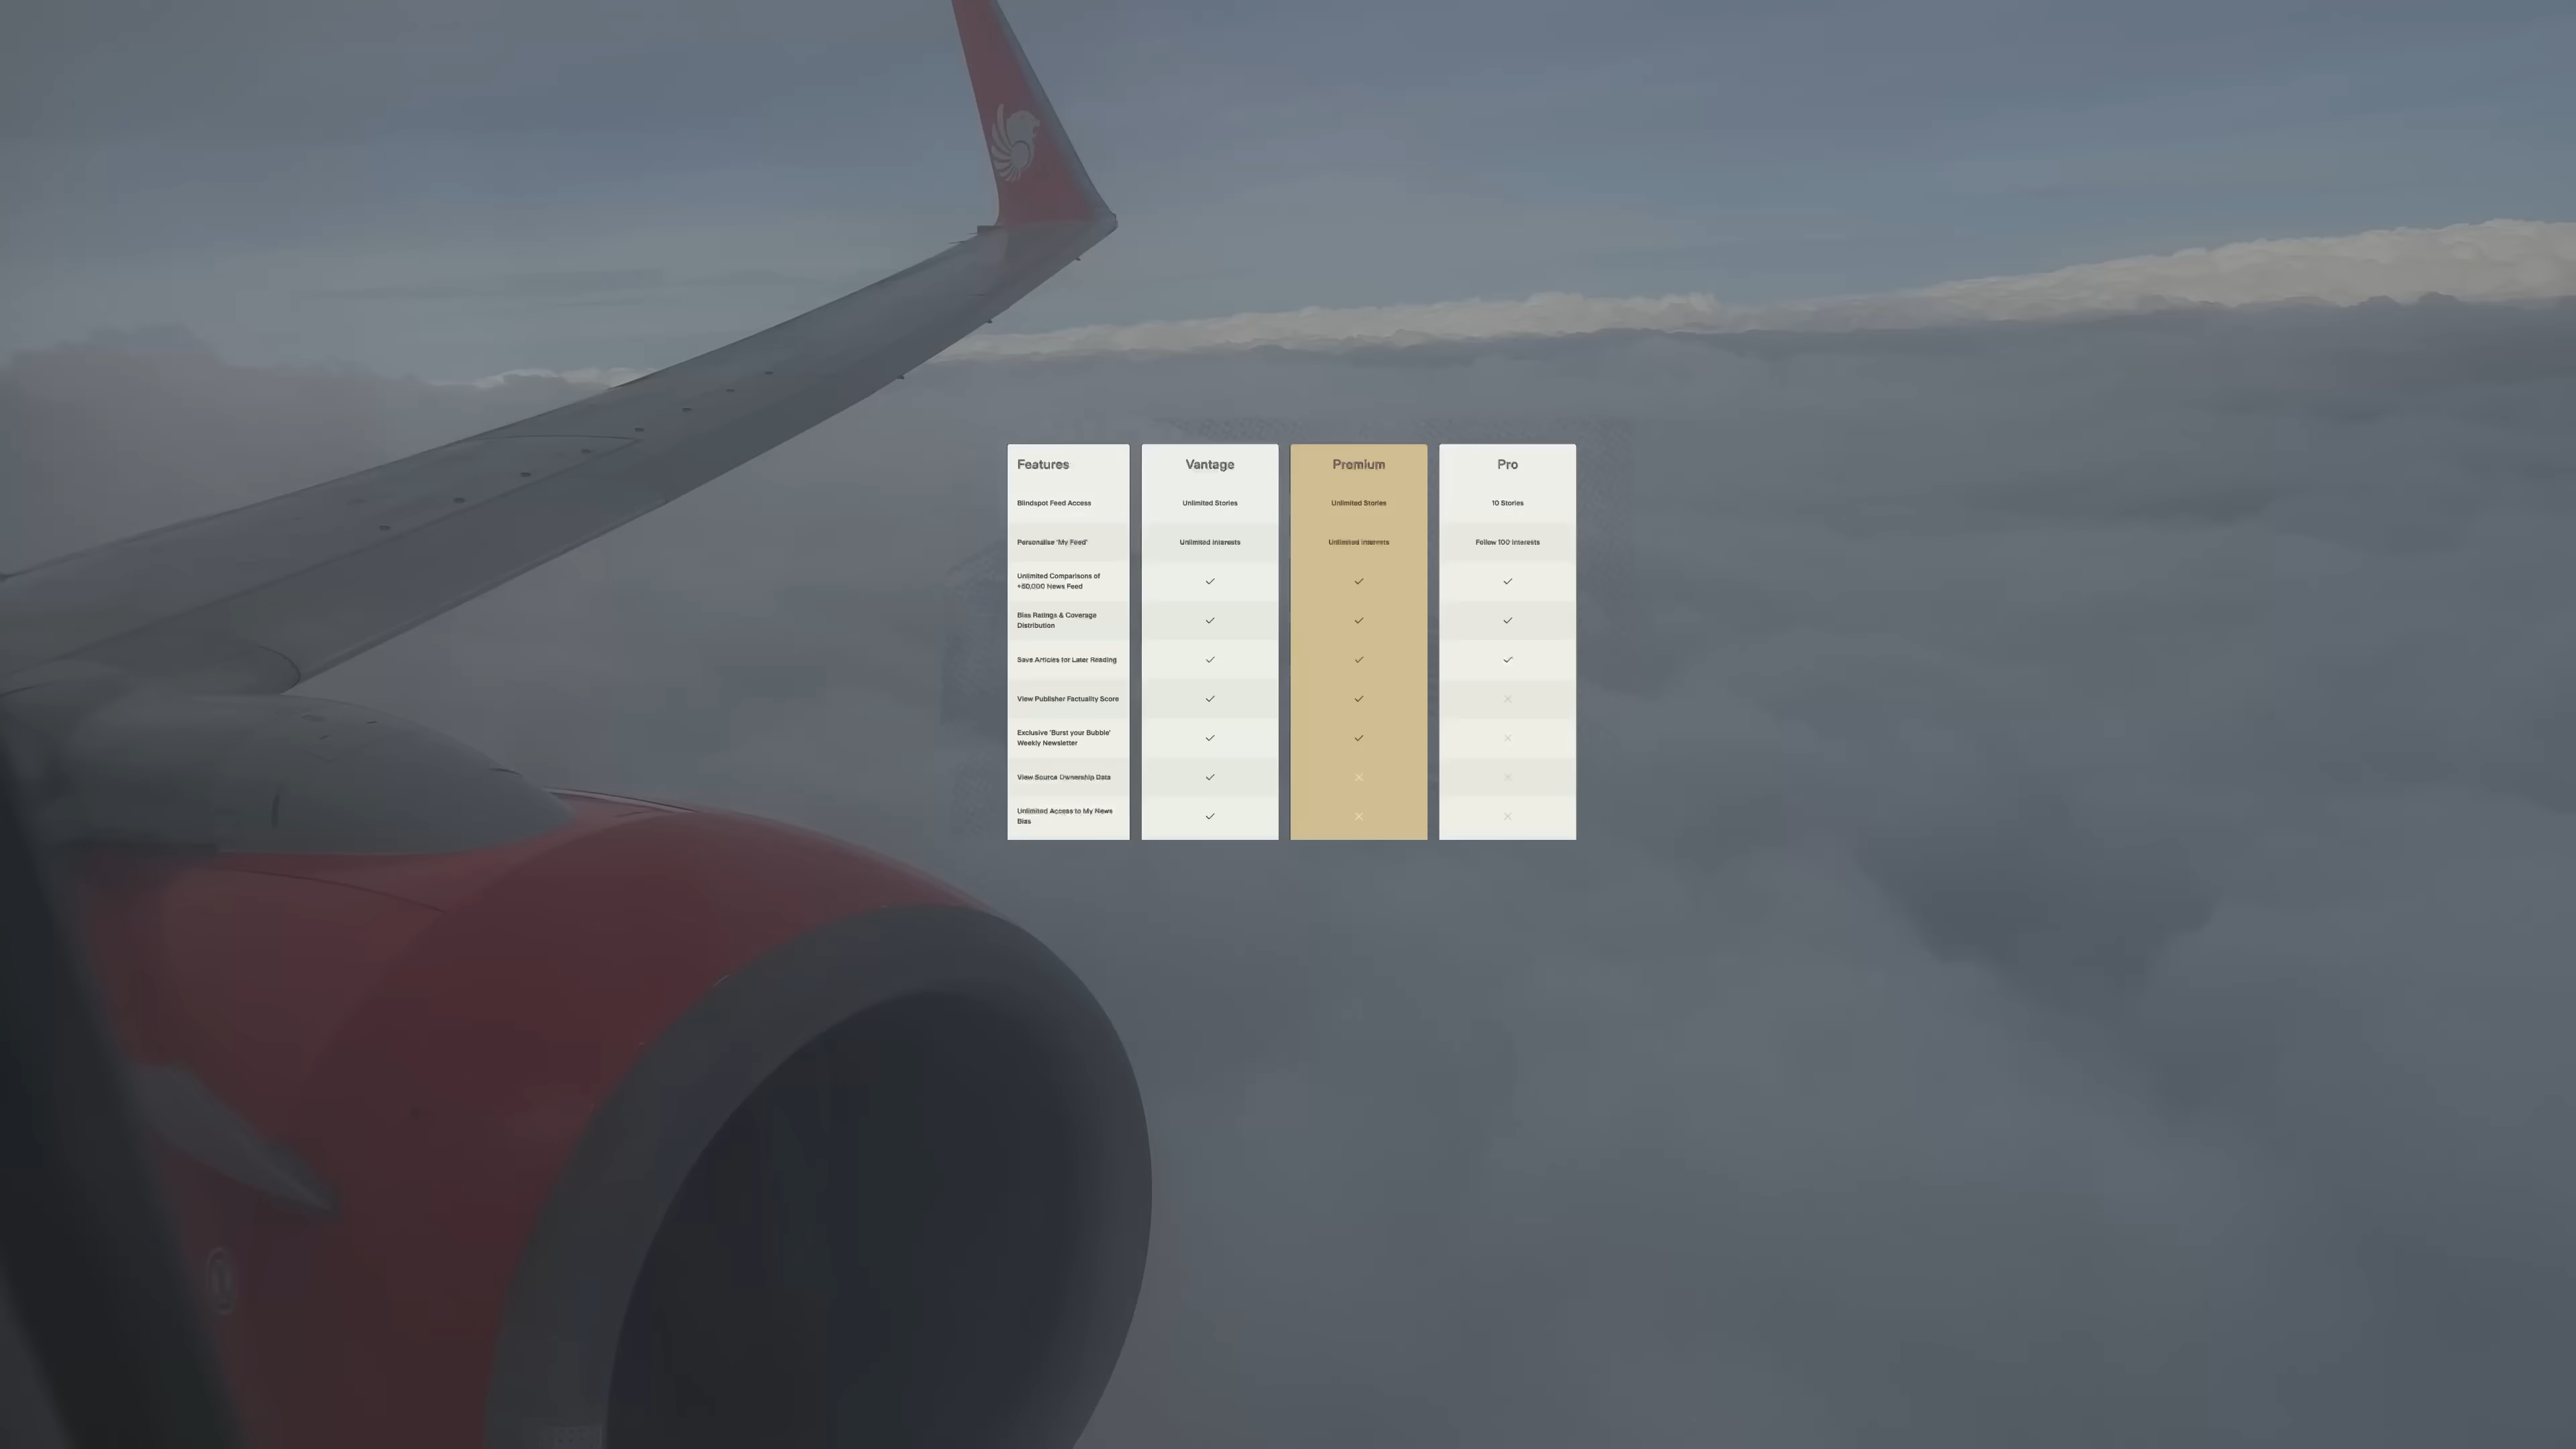 Features Vantage Premium Pro
Blindspot Feed Access Unlimited Stories Unlimited Stories 10 Stories
Personalise 'My Feed' Unlimited interests Unlimited interests Follow 100 interests
Unlimited Comparisons of
+50,000 News Feed ✓ ✓ ✓
Bias Ratings & Coverage
Distribution ✓ ✓ ✓
Save Articles for Later Reading ✓ ✓ ✓
View Publisher Factuality Score ✓ ✓ ✕
Exclusive 'Burst your Bubble'
Weekly Newsletter ✓ ✓ ✕
View Source Ownership Data ✓ ✕ ✕
Unlimited Access to My News
Bias ✓ ✕ ✕